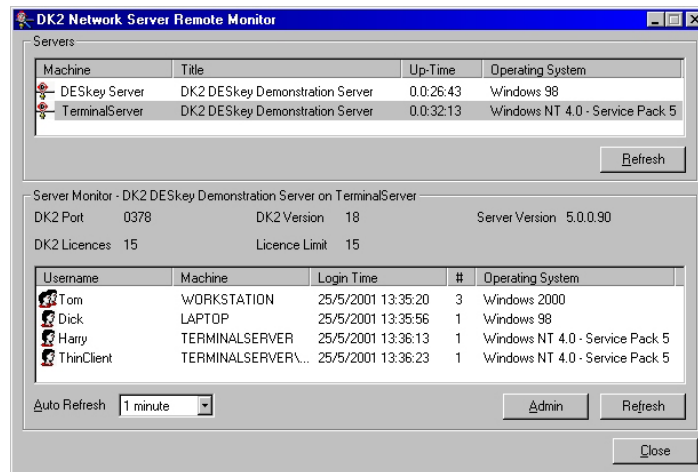 DK2 Network Server Remote Monitor
Servers
Machine Title Up-Time Operating System
DESkey Server DK2 DESkey Demonstration Server 0.0:26:43 Windows 98
TerminalServer DK2 DESkey Demonstration Server 0.0:32:13 Windows NT 4.0 - Service Pack 5
Refresh
Server Monitor - DK2 DESkey Demonstration Server on TerminalServer
DK2 Port 0378 DK2 Version 18 Server Version 5.0.0.90
DK2 Licences 15 Licence Limit 15
Username Machine Login Time # Operating System
Tom WORKSTATION 25/5/2001 13:35:20 3 Windows 2000
Dick LAPTOP 25/5/2001 13:35:56 1 Windows 98
Harry TERMINALSERVER 25/5/2001 13:36:13 1 Windows NT 4.0 - Service Pack 5
ThinClient TERMINALSERVER\... 25/5/2001 13:36:23 1 Windows NT 4.0 - Service Pack 5
Auto Refresh 1 minute Admin Refresh
Close